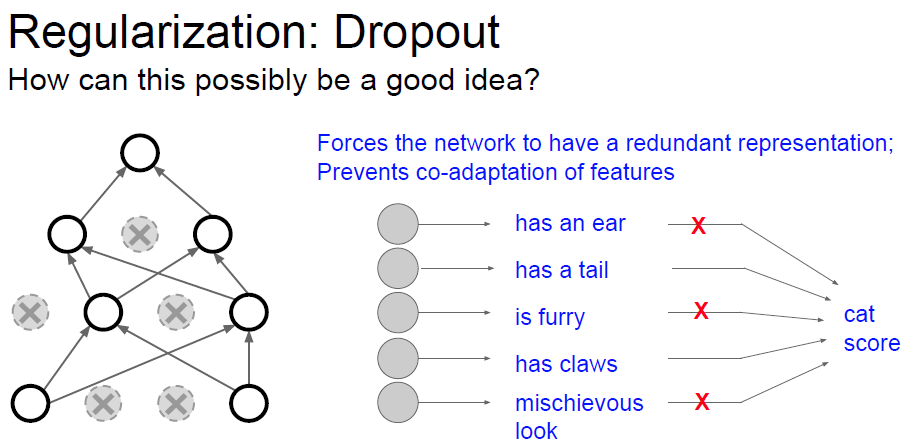 Regularization: Dropout
How can this possibly be a good idea?
Forces the network to have a redundant representation;
Prevents co-adaptation of features
has an ear
X
has a tail
is furry
X
cat
score
has claws
mischievous
look
X